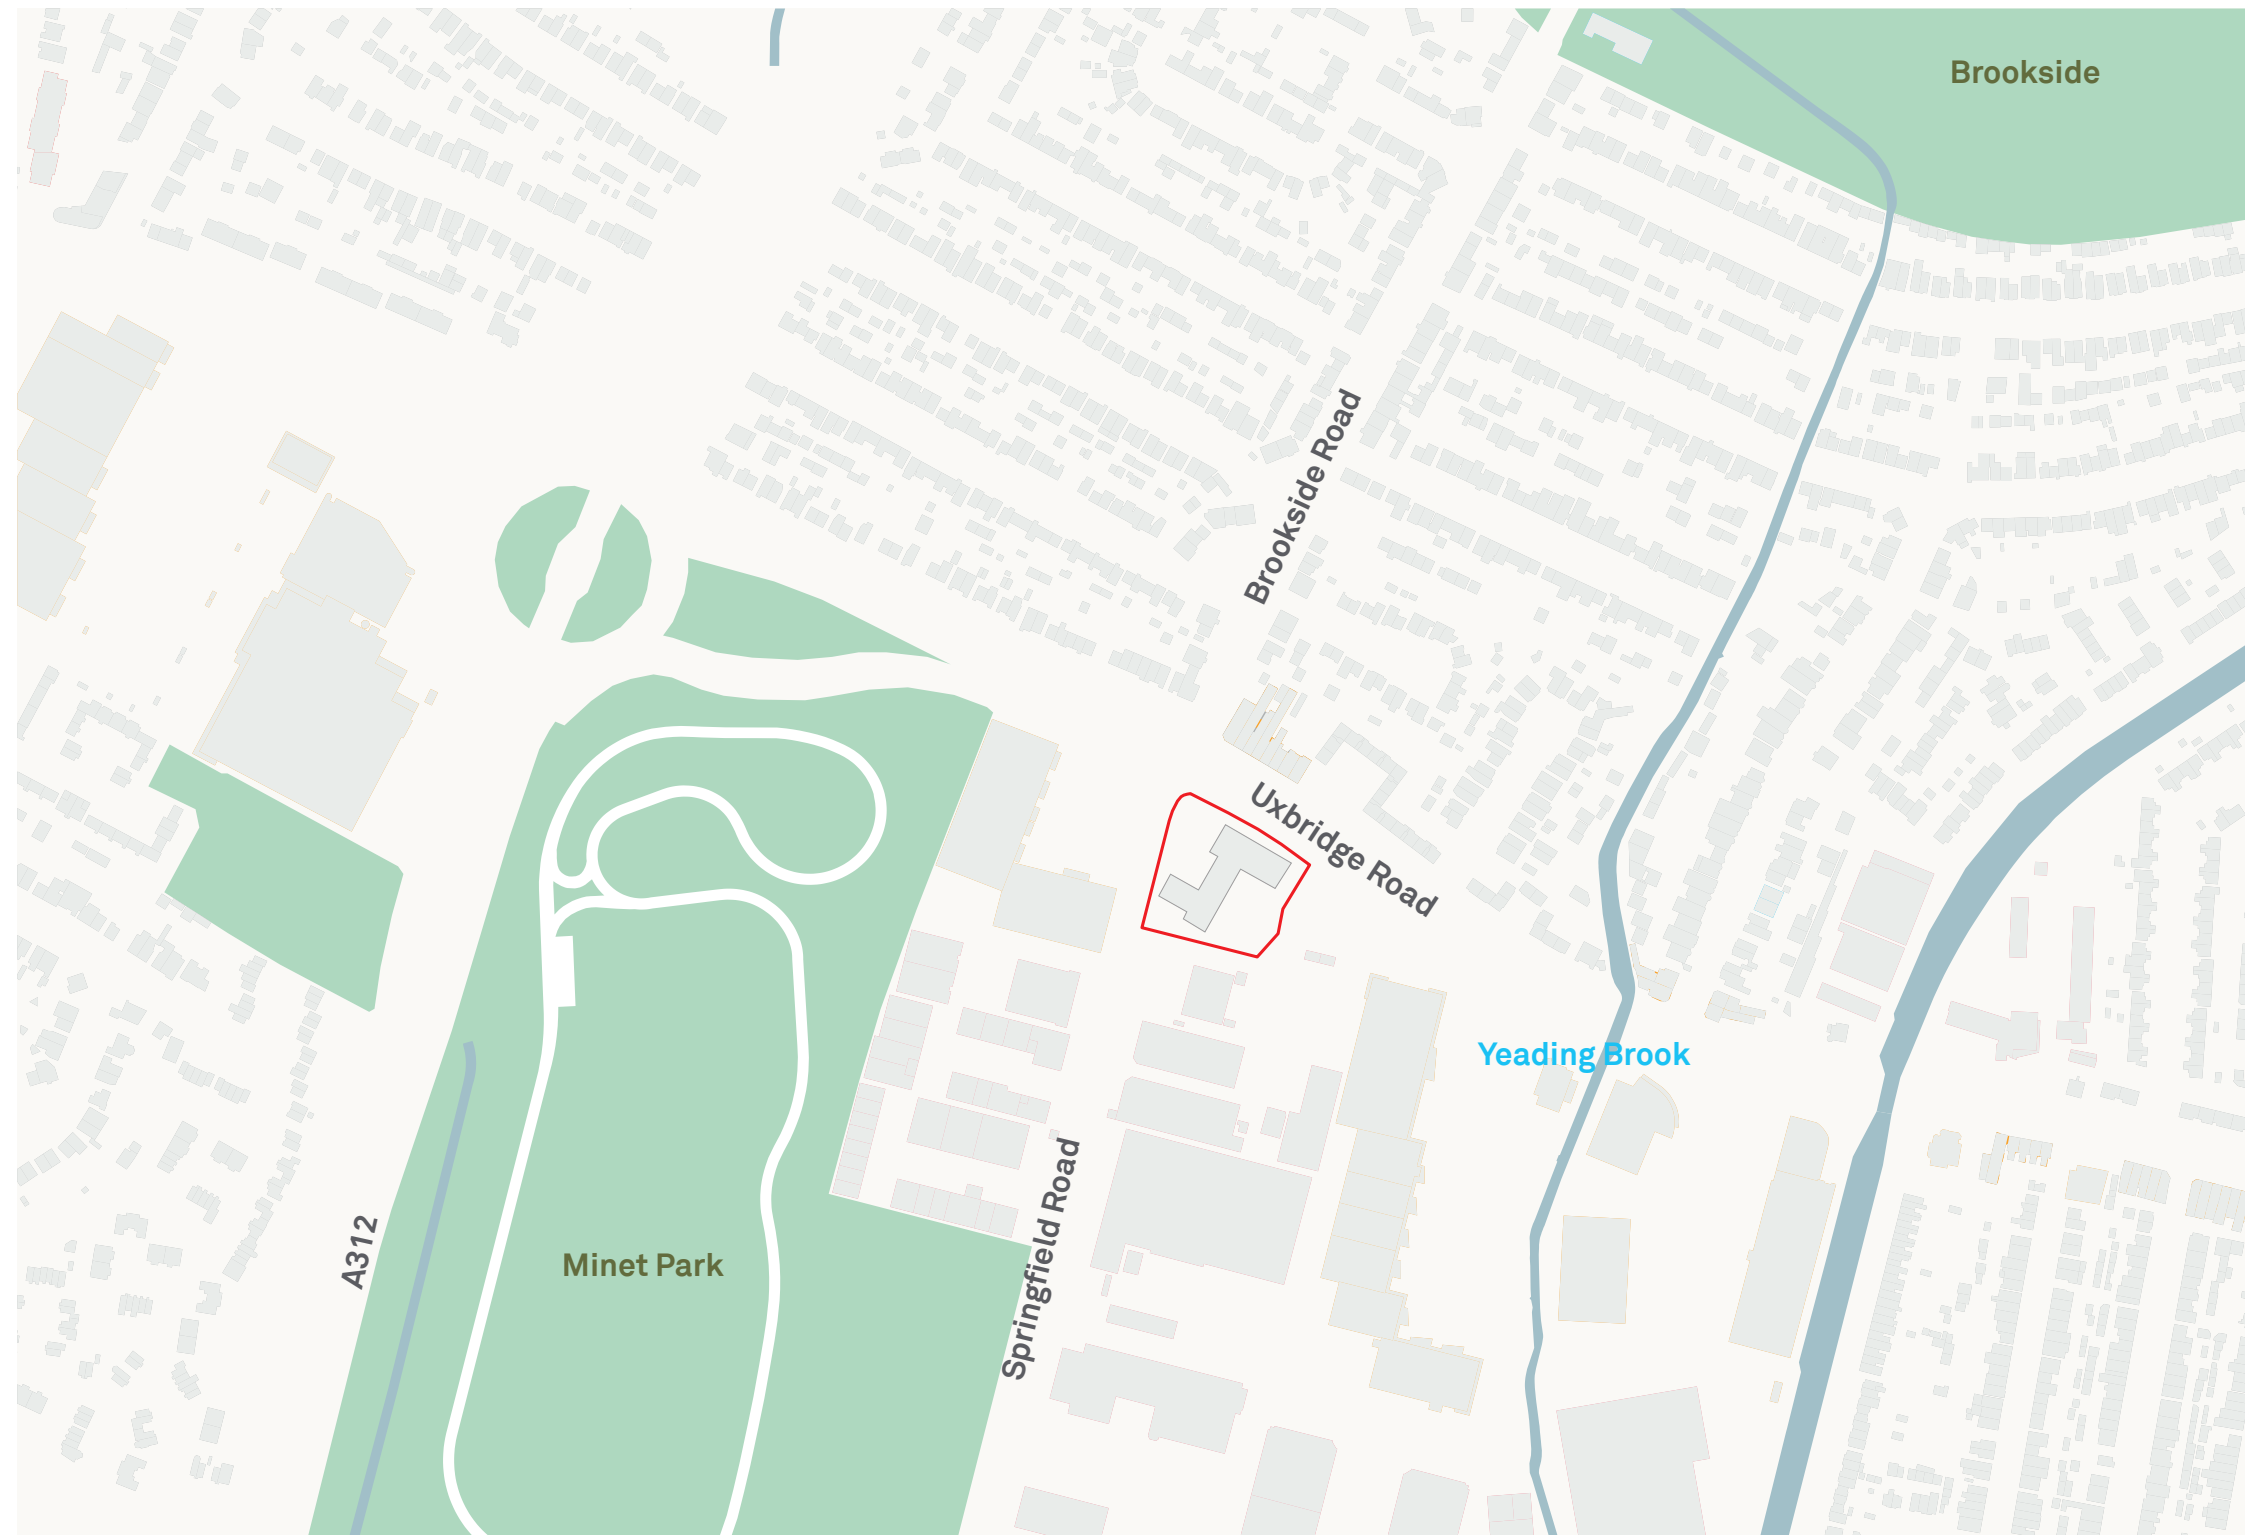 Brookside
Brookside Road
Uxbridge Road
Yeading Brook
Springfield Road
A312
Minet Park